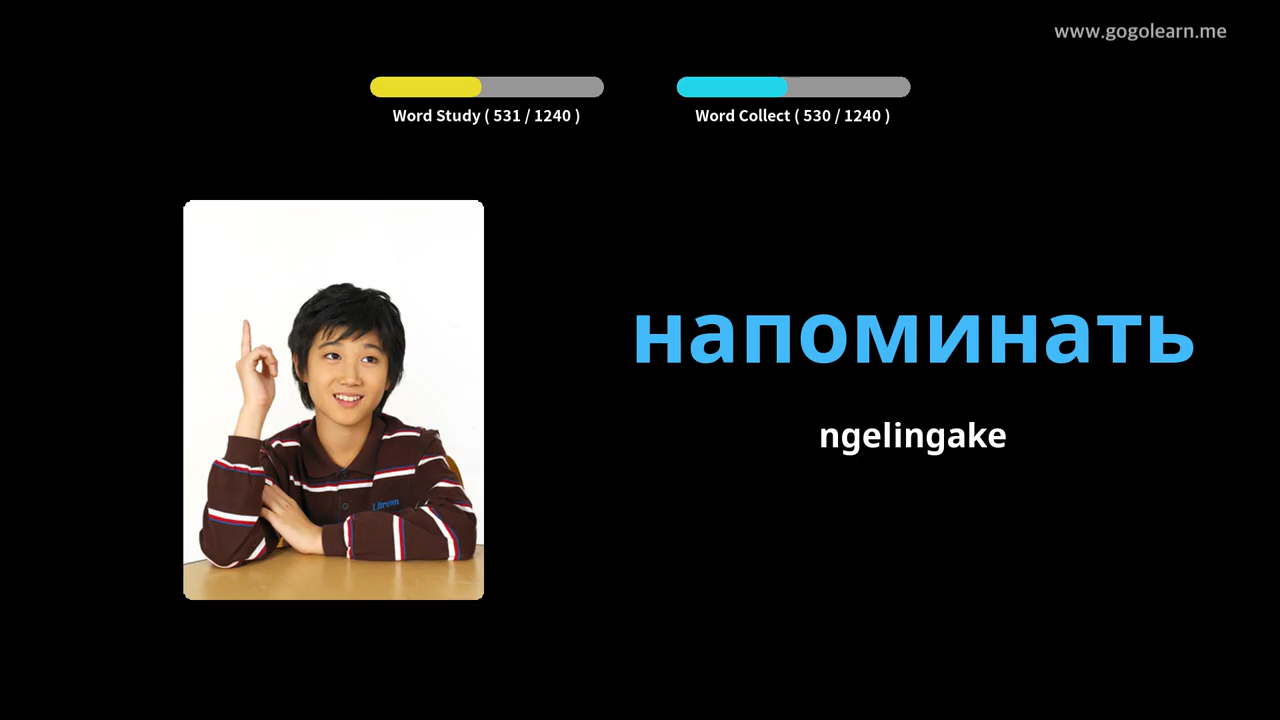 www.gogolearn.me
Word Study ( 531 / 1240 )
Word Collect ( 530 / 1240 )
напоминать
ngelingake